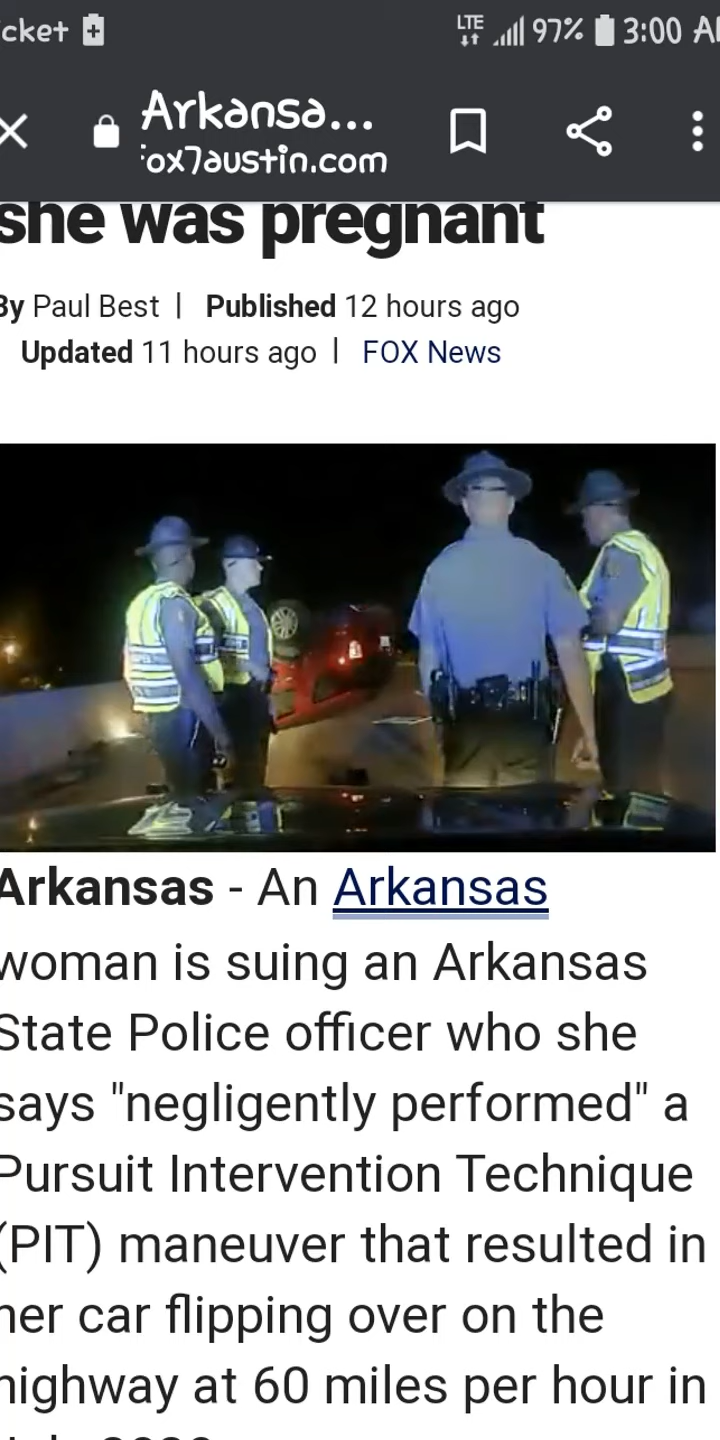 cket
LTE 97% 3:00 A
Arkansa...
ox7austin.com
she was pregnant
By Paul Best | Published 12 hours ago
Updated 11 hours ago | FOX News
Arkansas - An Arkansas
woman is suing an Arkansas
State Police officer who she
says "negligently performed" a
Pursuit Intervention Technique
(PIT) maneuver that resulted in
her car flipping over on the
highway at 60 miles per hour in